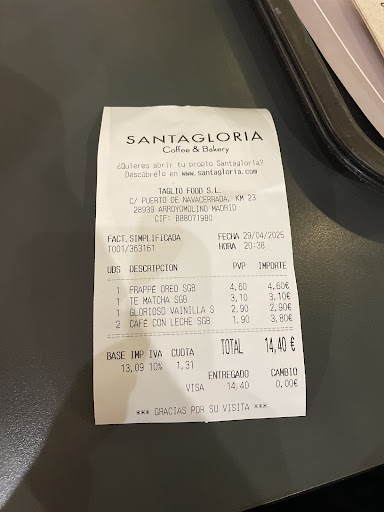 SANTAGLORIA
Coffee & Bakery
¿Quieres abrir tu propio Santagloria?
Descúbrelo en www.santagloria.com
TAGLIO FOOD S.L.
C/ PUERTO DE NAVACERRADA, KM 23
28939 ARROYOMOLINO MADRID
CIF: B88071980
FACT.SIMPLIFICADA FECHA 29/04/2025
T001/363161 HORA 20:38
UDS DESCRIPCION PVP IMPORTE
1 FRAPPE OREO SGB 4,60 4,60€
1 TE MATCHA SGB 3,10 3,10€
1 GLORIOSO VAINILLA S 2,90 2,90€
2 CAFÉ CON LECHE SGB 1,90 3,80€
BASE IMP IVA CUOTA TOTAL 14,40 €
13,09 10% 1,31
ENTREGADO CAMBIO
VISA 14,40 0,00€
*** GRACIAS POR SU VISITA ***